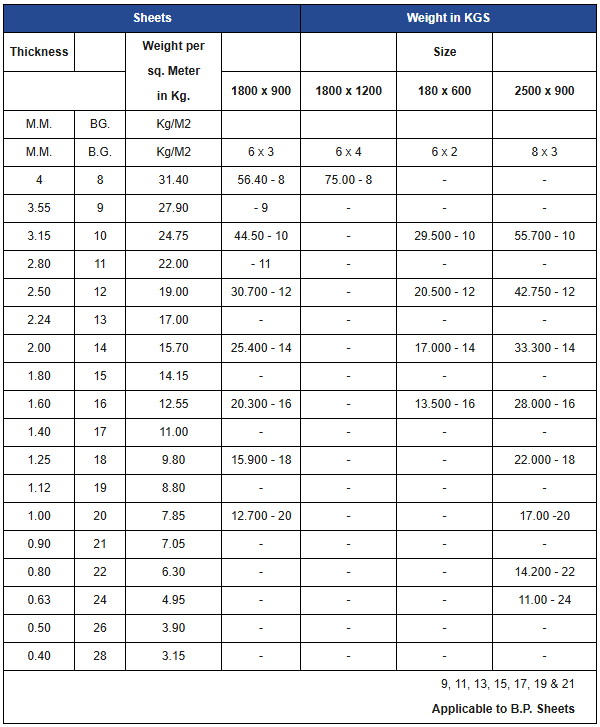 Sheets Weight in KGS
Thickness Weight per sq. Meter in Kg. Size
1800 x 900 1800 x 1200 180 x 600 2500 x 900
M.M. BG. Kg/M2
M.M. B.G. Kg/M2 6 x 3 6 x 4 6 x 2 8 x 3
4 8 31.40 56.40 - 8 75.00 - 8 - -
3.55 9 27.90 - 9 - - -
3.15 10 24.75 44.50 - 10 - 29.500 - 10 55.700 - 10
2.80 11 22.00 - 11 - - -
2.50 12 19.00 30.700 - 12 - 20.500 - 12 42.750 - 12
2.24 13 17.00 - - - -
2.00 14 15.70 25.400 - 14 - 17.000 - 14 33.300 - 14
1.80 15 14.15 - - - -
1.60 16 12.55 20.300 - 16 - 13.500 - 16 28.000 - 16
1.40 17 11.00 - - - -
1.25 18 9.80 15.900 - 18 - - 22.000 - 18
1.12 19 8.80 - - - -
1.00 20 7.85 12.700 - 20 - - 17.00 -20
0.90 21 7.05 - - - -
0.80 22 6.30 - - - 14.200 - 22
0.63 24 4.95 - - - 11.00 - 24
0.50 26 3.90 - - - -
0.40 28 3.15 - - - -
9, 11, 13, 15, 17, 19 & 21
Applicable to B.P. Sheets